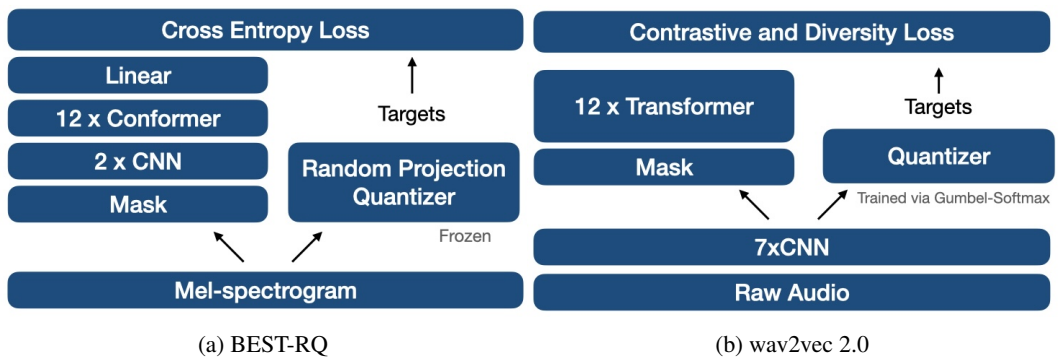 Cross Entropy Loss
Linear
12 x Conformer
2 x CNN
Mask
Targets
Random Projection
Quantizer
Frozen
Mel-spectrogram
(a) BEST-RQ
Contrastive and Diversity Loss
12 x Transformer
Mask
Targets
Quantizer
Trained via Gumbel-Softmax
7xCNN
Raw Audio
(b) wav2vec 2.0